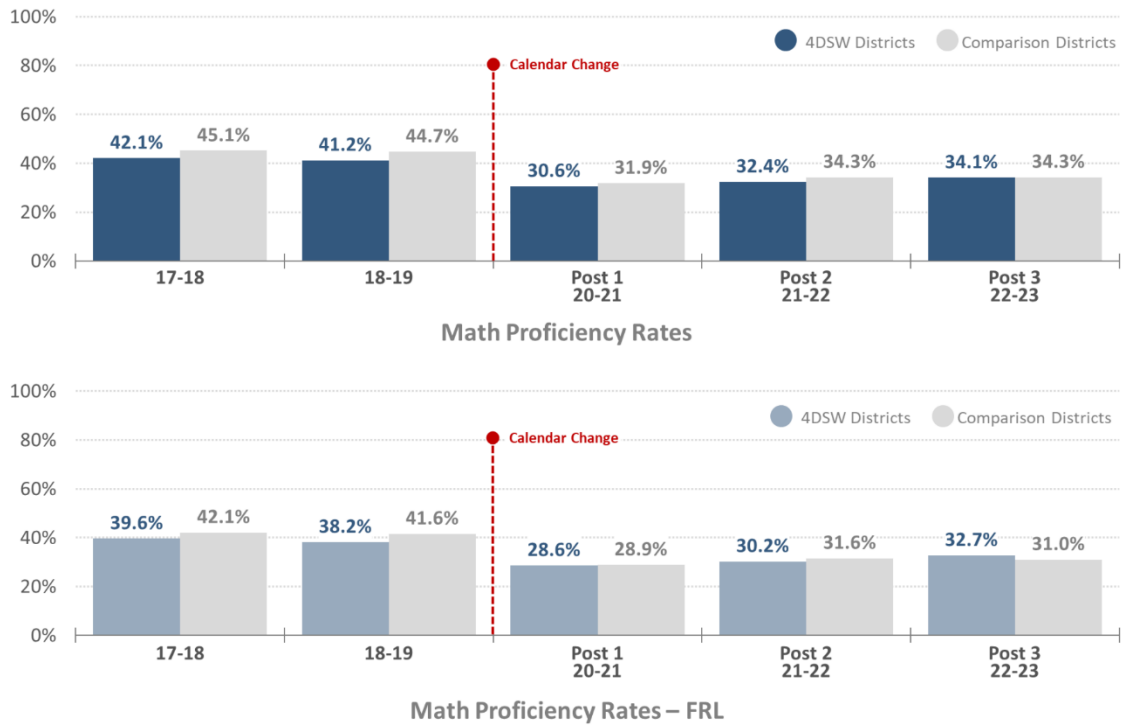 100%
4DSW Districts Comparison Districts
80%
Calendar Change
60%
42.1% 45.1% 41.2% 44.7%
40%
30.6% 31.9% 32.4% 34.3% 34.1% 34.3%
20%
0%
17-18 18-19 Post 1 Post 2 Post 3
20-21 21-22 22-23
Math Proficiency Rates
100%
4DSW Districts Comparison Districts
80%
Calendar Change
60%
39.6% 42.1% 38.2% 41.6%
40%
28.6% 28.9% 30.2% 31.6% 32.7% 31.0%
20%
0%
17-18 18-19 Post 1 Post 2 Post 3
20-21 21-22 22-23
Math Proficiency Rates – FRL